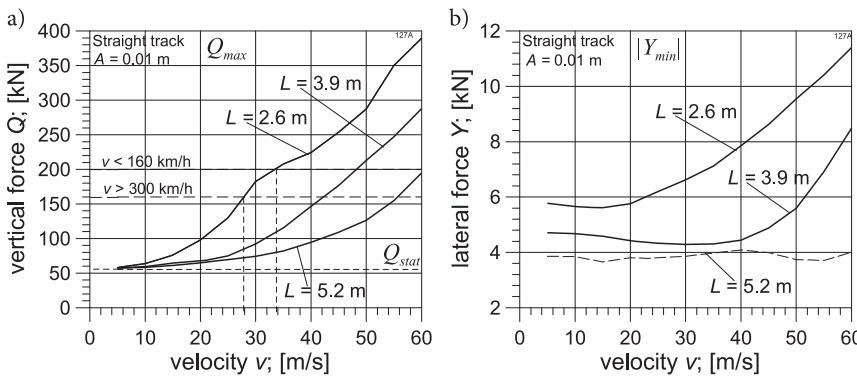 a)
400
350
300
250
200
150
100
50
0
vertical force Q; [kN]
Straight track
A = 0.01 m
Qmax
127A
L = 3.9 m
L = 2.6 m
v < 160 km/h
v > 300 km/h
Qstat
L = 5.2 m
0 10 20 30 40 50 60
velocity v; [m/s]
b)
12
10
8
6
4
2
lateral force Y; [kN]
Straight track
A = 0.01 m
|Ymin|
127A
L = 2.6 m
L = 3.9 m
L = 5.2 m
0 10 20 30 40 50 60
velocity v; [m/s]